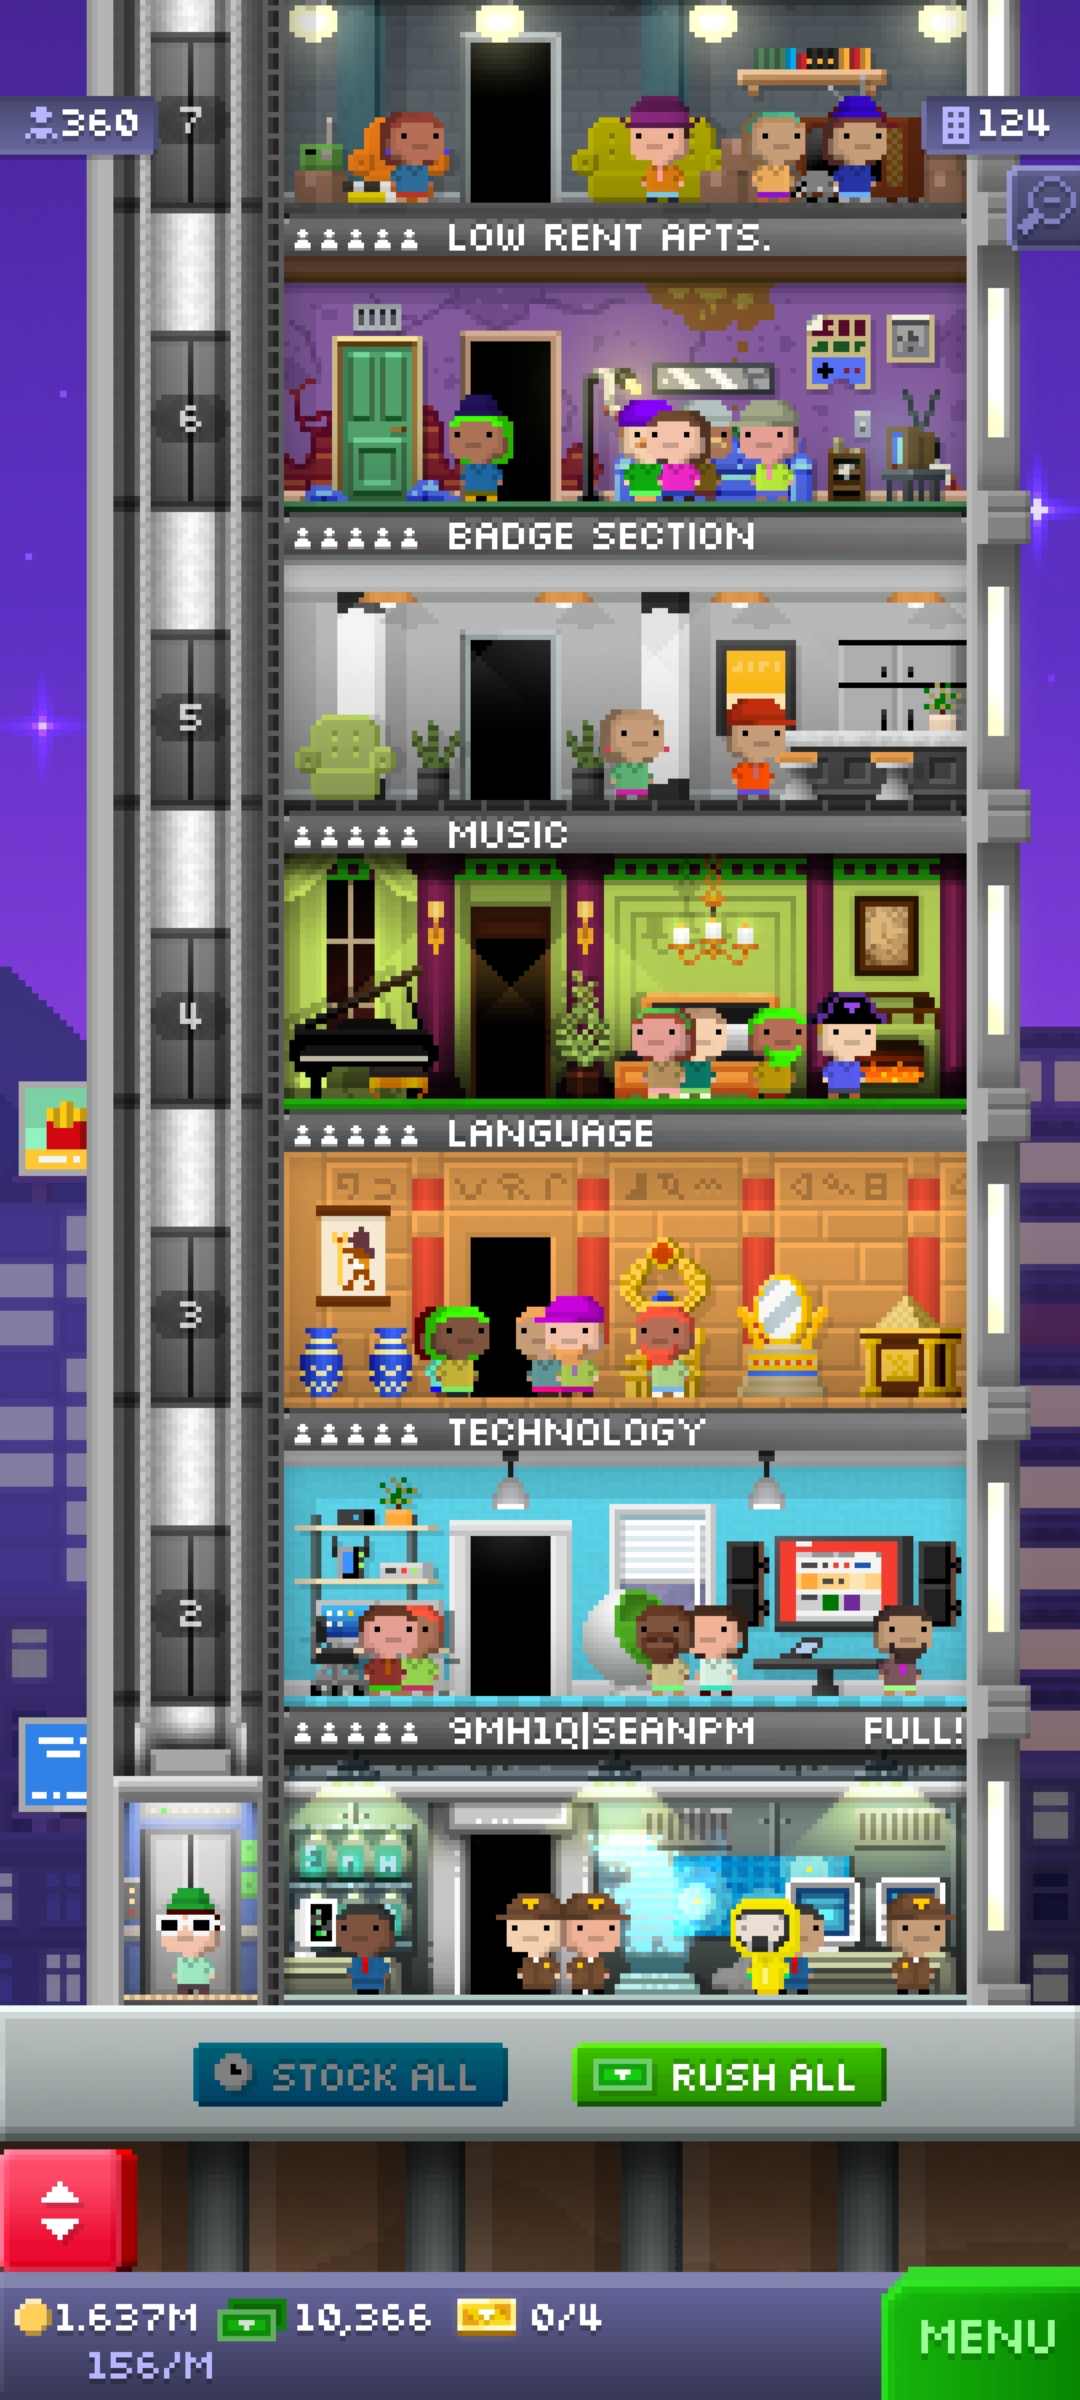 360
7
124
LOW RENT APTS.
6
BADGE SECTION
5
MUSIC
4
LANGUAGE
3
TECHNOLOGY
2
9MH1Q|SEANPM FULL!
STOCK ALL
RUSH ALL
1.637M 10,366 0/4
156/M
MENU